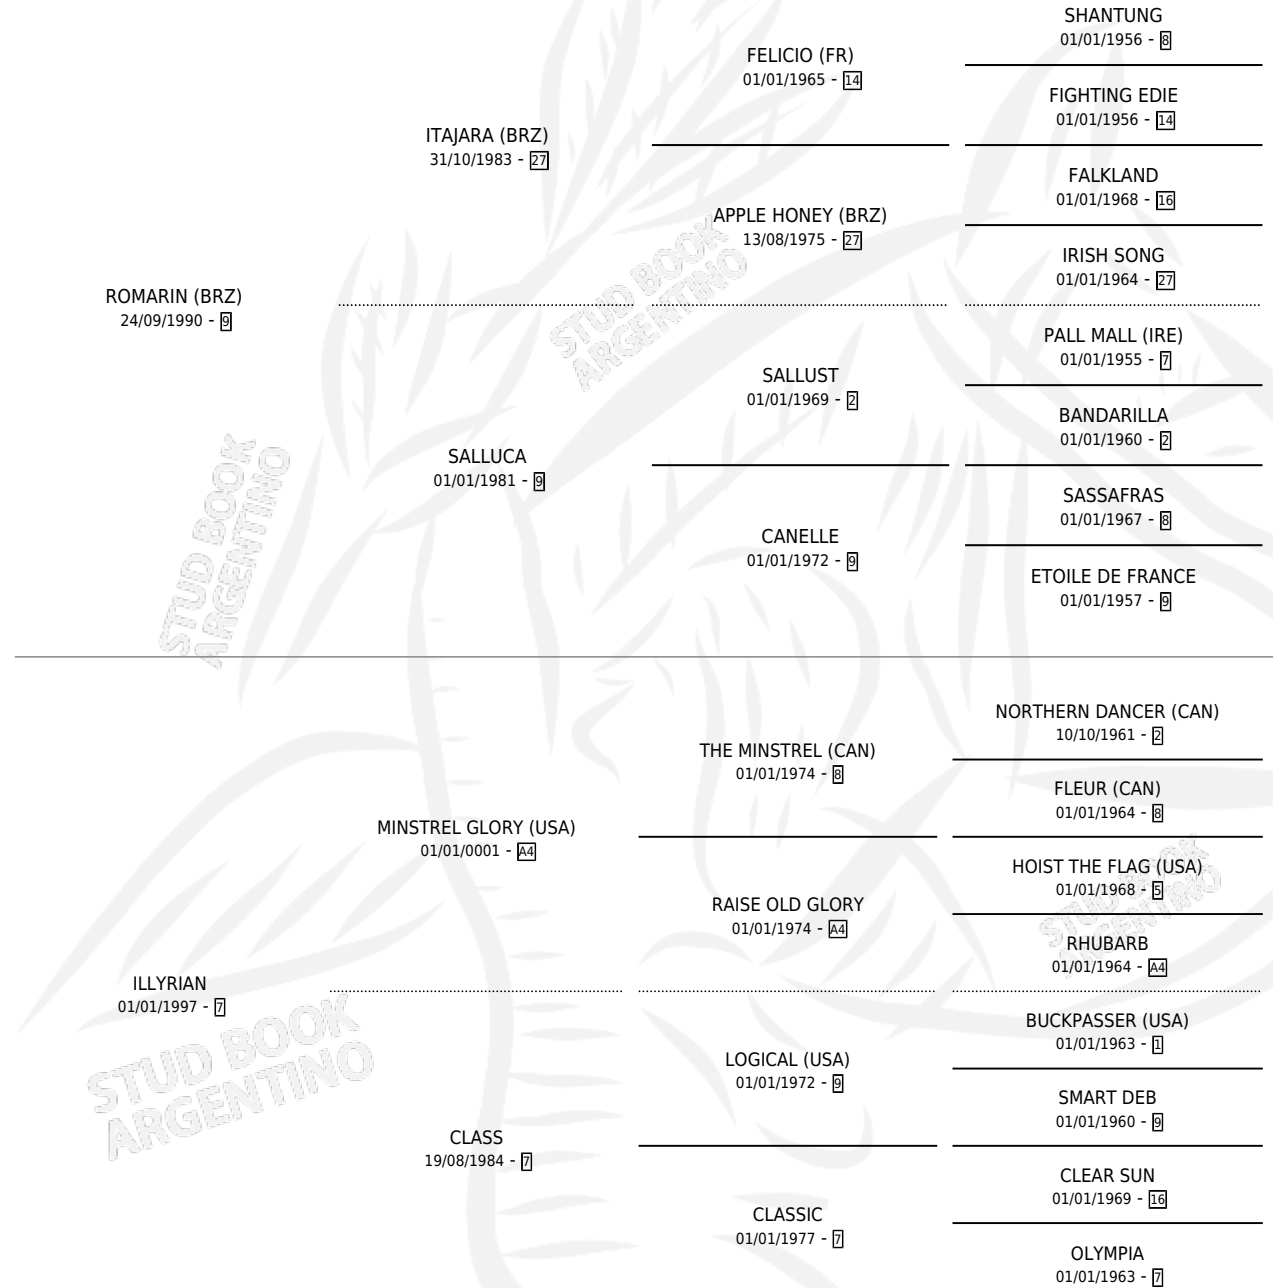 SHANTUNG
01/01/1956 - 8
FELICIO (FR)
01/01/1965 - 14
FIGHTING EDIE
01/01/1956 - 14
ITAJARA (BRZ)
31/10/1983 - 27
FALKLAND
01/01/1968 - 16
APPLE HONEY (BRZ)
13/08/1975 - 27
IRISH SONG
01/01/1964 - 27
ROMARIN (BRZ)
24/09/1990 - 9
PALL MALL (IRE)
01/01/1955 - 7
SALLUST
01/01/1969 - 2
BANDARILLA
01/01/1960 - 2
SALLUCA
01/01/1981 - 9
SASSAFRAS
01/01/1967 - 8
CANELLE
01/01/1972 - 9
ETOILE DE FRANCE
01/01/1957 - 9
NORTHERN DANCER (CAN)
10/10/1961 - 2
THE MINSTREL (CAN)
01/01/1974 - 8
FLEUR (CAN)
01/01/1964 - 8
MINSTREL GLORY (USA)
01/01/0001 - A4
HOIST THE FLAG (USA)
01/01/1968 - 5
RAISE OLD GLORY
01/01/1974 - A4
RHUBARB
01/01/1964 - A4
ILLYRIAN
01/01/1997 - 7
BUCKPASSER (USA)
01/01/1963 - 1
LOGICAL (USA)
01/01/1972 - 9
SMART DEB
01/01/1960 - 9
CLASS
19/08/1984 - 7
CLEAR SUN
01/01/1969 - 16
CLASSIC
01/01/1977 - 7
OLYMPIA
01/01/1963 - 7
STUD BOOK
ARGENTINO
STUD BOOK
ARGENTINO
STUD BOOK
ARGENTINO
STUD BOOK
ARGENTINO